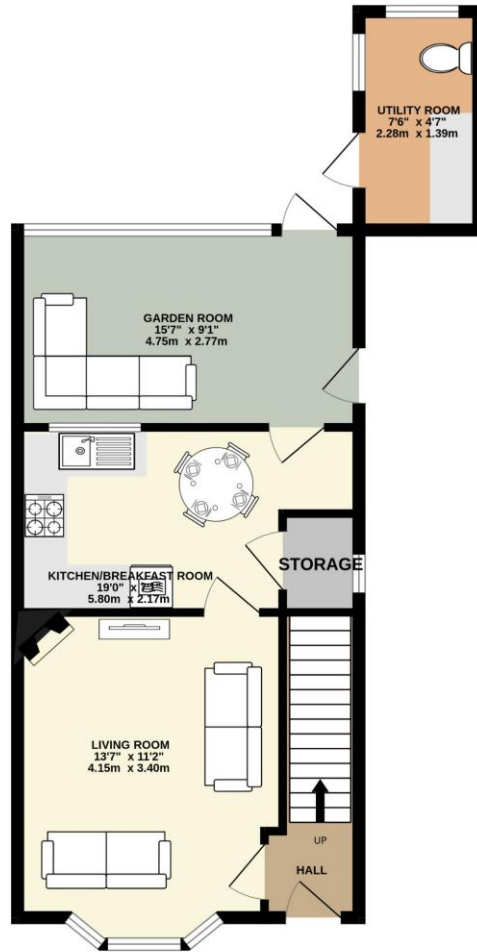 UTILITY ROOM
7'6" x 4'7"
2.28m x 1.39m
GARDEN ROOM
15'7" x 9'1"
4.75m x 2.77m
STORAGE
KITCHEN/BREAKFAST ROOM
19'0" x
5.80m x 2.17m
LIVING ROOM
13'7" x 11'2"
4.15m x 3.40m
UP
HALL